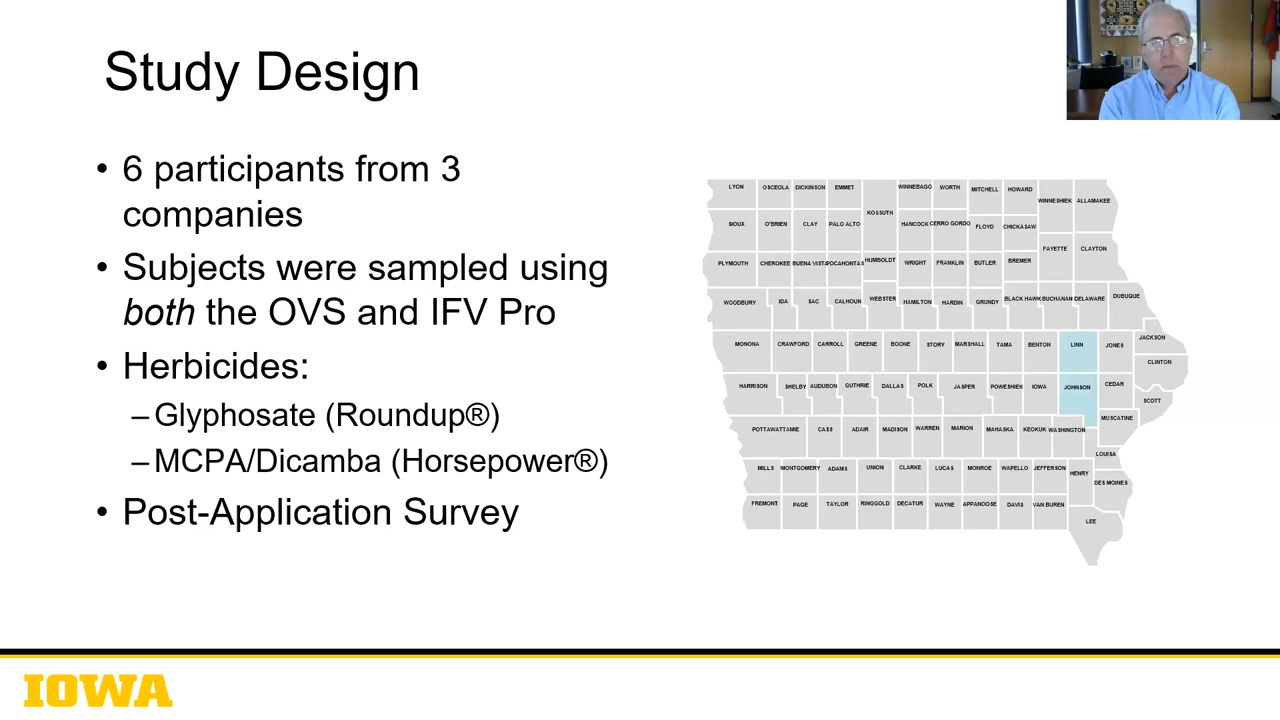 Study Design
• 6 participants from 3
companies
• Subjects were sampled using
both the OVS and IFV Pro
• Herbicides:
– Glyphosate (Roundup®)
– MCPA/Dicamba (Horsepower®)
• Post-Application Survey
LYON OSCEOLA DICKINSON EMMET WINNEBAGO WORTH MITCHELL HOWARD
WINNESHIEK ALLAMAKEE
KOSSUTH
SIOUX O'BRIEN CLAY PALO ALTO HANCOCK CERRO GORDO FLOYD CHICKASAW
FAYETTE CLAYTON
PLYMOUTH CHEROKEE BUENA VISTA POCAHONTAS HUMBOLDT WRIGHT FRANKLIN BUTLER BREMER
WOODBURY IDA SAC CALHOUN WEBSTER HAMILTON HARDIN GRUNDY BLACK HAWK BUCHANAN DELAWARE DUBUQUE
MONONA CRAWFORD CARROLL GREENE BOONE STORY MARSHALL TAMA BENTON LINN JONES JACKSON
CLINTON
HARRISON SHELBY AUDUBON GUTHRIE DALLAS POLK JASPER POWESHIEK IOWA JOHNSON CEDAR
SCOTT
MUSCATINE
POTTAWATTAMIE CASS ADAIR MADISON WARREN MARION MAHASKA KEOKUK WASHINGTON
LOUISA
MILLS MONTGOMERY ADAMS UNION CLARKE LUCAS MONROE WAPELLO JEFFERSON HENRY
DES MOINES
FREMONT PAGE TAYLOR RINGGOLD DECATUR WAYNE APPANOOSE DAVIS VAN BUREN
LEE
IOWA